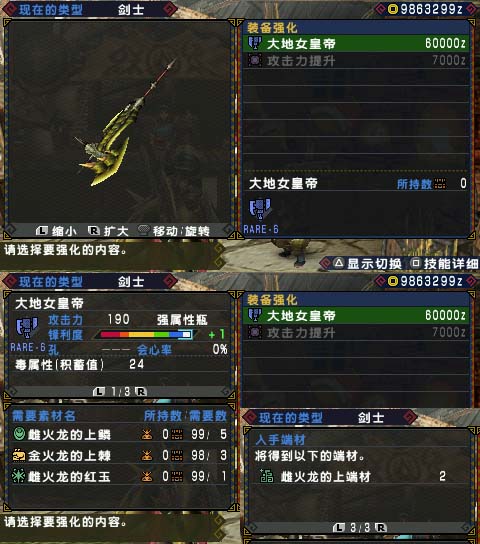 现在的类型 剑士
9863299z
装备强化
大地女皇帝 60000z
攻击力提升 7000z
大地女皇帝 所持数 0
RARE-6
L 缩小 R 扩大 移动/旋转
请选择要强化的内容。
△显示切换 □技能详细
现在的类型 剑士
9863299z
大地女皇帝
攻击力 190 强属性瓶
锋利度 +1
RARE-6 孔 --- 会心率 0%
毒属性(积蓄值) 24
L 1/3 R
装备强化
大地女皇帝 60000z
攻击力提升 7000z
需要素材名 所持数/需要数
雌火龙的上鳞 0 99/ 5
金火龙的上棘 0 98/ 3
雌火龙的红玉 0 99/ 1
请选择要强化的内容。
现在的类型 剑士
入手端材
将得到以下的端材。
雌火龙的上端材 2
L 3/3 R